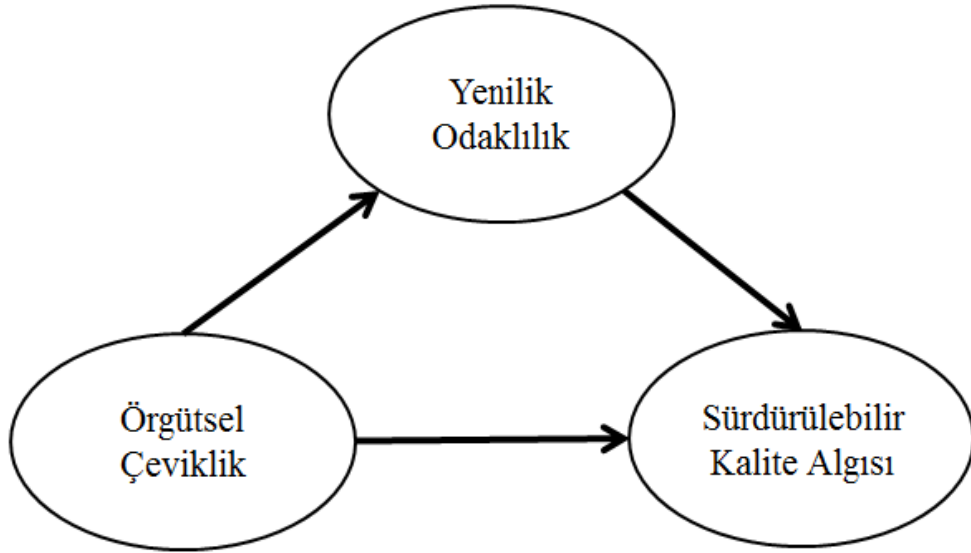 Yenilik
Odaklılık
Örgütsel
Çeviklik
Sürdürülebilir
Kalite Algısı